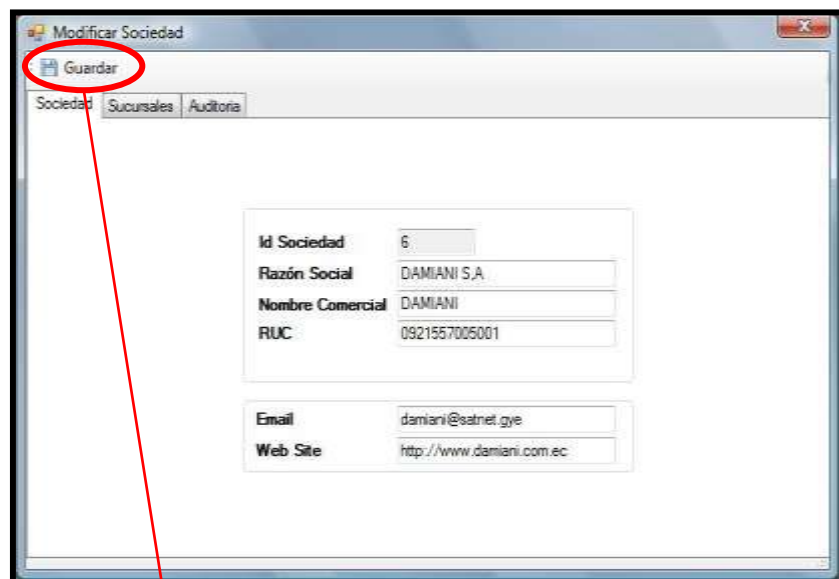 Modificar Sociedad
Guardar
Sociedad Sucursales Auditoria
Id Sociedad 6
Razón Social DAMIANI S,A
Nombre Comercial DAMIANI
RUC 0921557005001
Email damiani@satnet.gye
Web Site http://www.damiani.com.ec